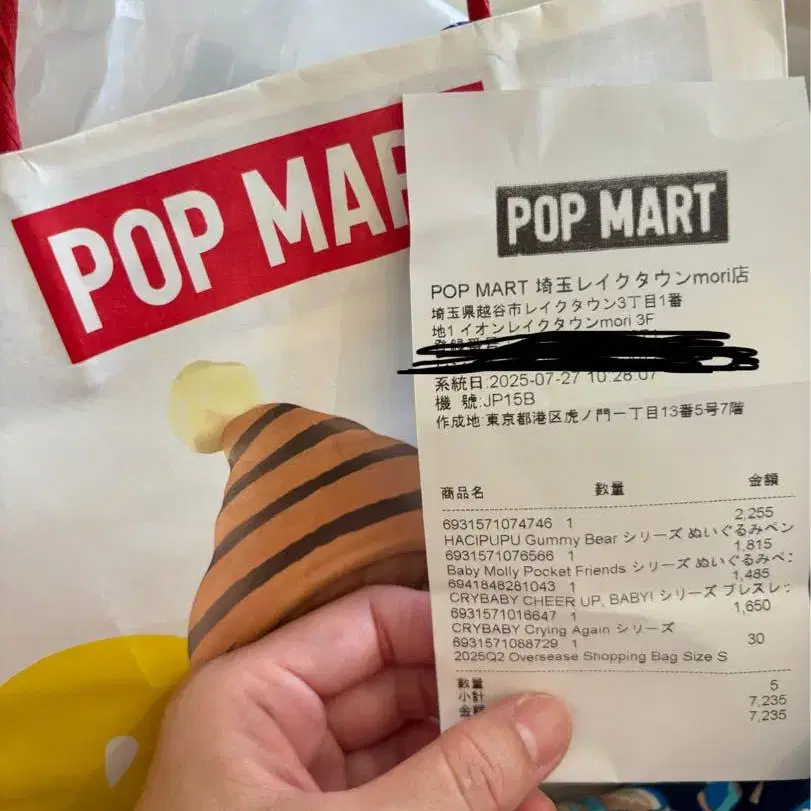 POP MAR
POP MART
POP MART 埼玉レイクタウンmori店
埼玉県越谷市レイクタウン3丁目1番
地1 イオンレイクタウンmori 3F
系統日:2025-07-27 10:28:07
機 號:JP15B
作成地:東京都港区虎ノ門一丁目13番5号7階
商品名 数量 金額
6931571074746 1 2,255
HACIPUPU Gummy Bear シリーズ ぬいぐるみペン
6931571076566 1 1,815
Baby Molly Pocket Friends シリーズ ぬいぐるみペ
6941848281043 1 1,485
CRYBABY CHEER UP, BABY! シリーズ ブレスレッ
6931571016647 1 1,650
CRYBABY Crying Again シリーズ
6931571088729 1 30
2025Q2 Oversease Shopping Bag Size S
数量 5
小計 7,235
金額 7,235